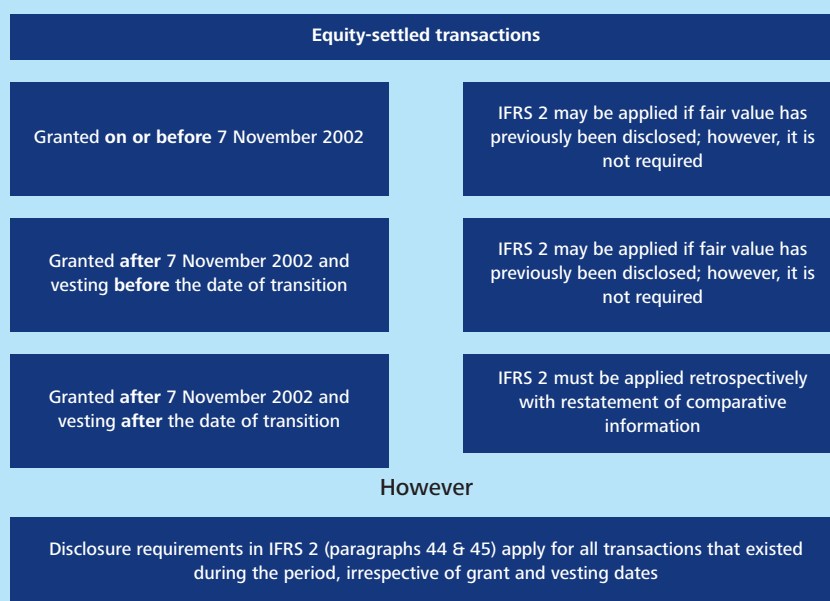 Equity-settled transactions
Granted on or before 7 November 2002
IFRS 2 may be applied if fair value has
previously been disclosed; however, it is
not required
Granted after 7 November 2002 and
vesting before the date of transition
IFRS 2 may be applied if fair value has
previously been disclosed; however, it is
not required
Granted after 7 November 2002 and
vesting after the date of transition
IFRS 2 must be applied retrospectively
with restatement of comparative
information
However
Disclosure requirements in IFRS 2 (paragraphs 44 & 45) apply for all transactions that existed
during the period, irrespective of grant and vesting dates